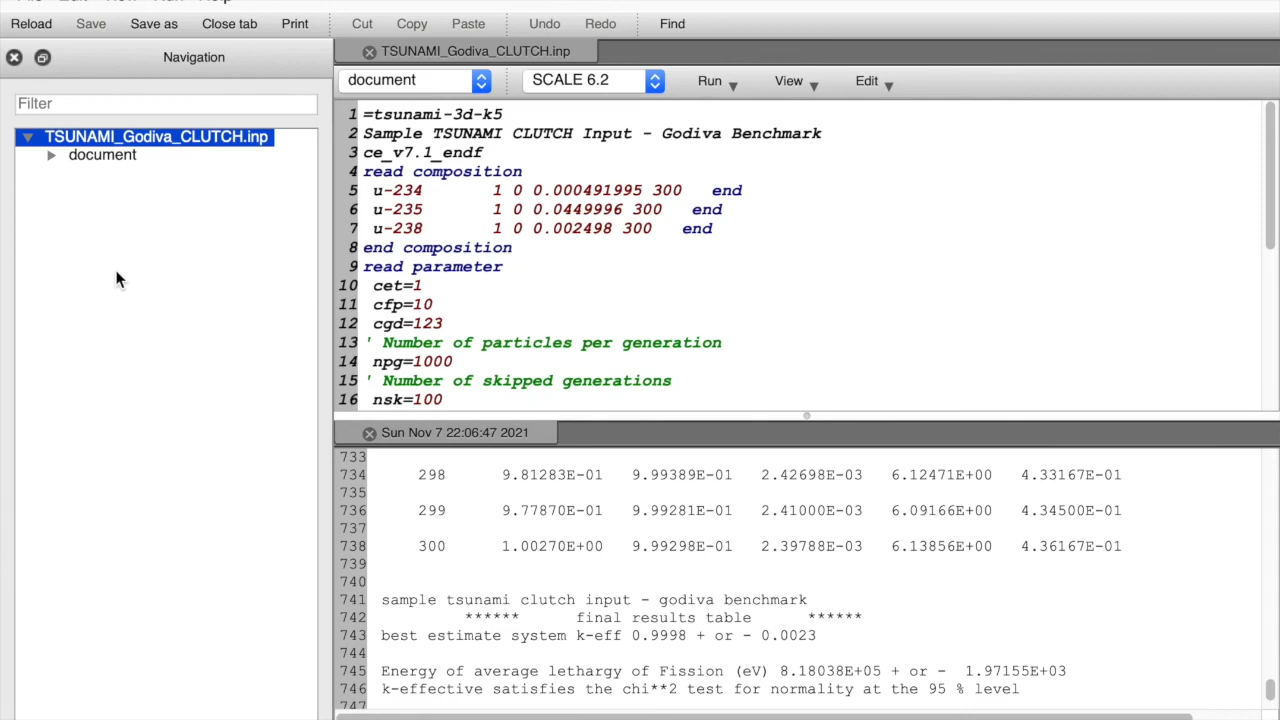 Reload Save Save as Close tab Print Cut Copy Paste Undo Redo Find
Navigation
Filter
TSUNAMI_Godiva_CLUTCH.inp
document
TSUNAMI_Godiva_CLUTCH.inp
document SCALE 6.2 Run View Edit
1 =tsunami-3d-k5
2 Sample TSUNAMI CLUTCH Input - Godiva Benchmark
3 ce_v7.1_endf
4 read composition
5 u-234 1 0 0.000491995 300 end
6 u-235 1 0 0.0449996 300 end
7 u-238 1 0 0.002498 300 end
8 end composition
9 read parameter
10 cet=1
11 cfp=10
12 cgd=123
13 ' Number of particles per generation
14 npg=1000
15 ' Number of skipped generations
16 nsk=100
Sun Nov 7 22:06:47 2021
733
734 298 9.81283E-01 9.99389E-01 2.42698E-03 6.12471E+00 4.33167E-01
735
736 299 9.77870E-01 9.99281E-01 2.41000E-03 6.09166E+00 4.34500E-01
737
738 300 1.00270E+00 9.99298E-01 2.39788E-03 6.13856E+00 4.36167E-01
739
740
741 sample tsunami clutch input - godiva benchmark
742 ****** final results table ******
743 best estimate system k-eff 0.9998 + or - 0.0023
744
745 Energy of average lethargy of Fission (eV) 8.18038E+05 + or - 1.97155E+03
746 k-effective satisfies the chi**2 test for normality at the 95 % level
747